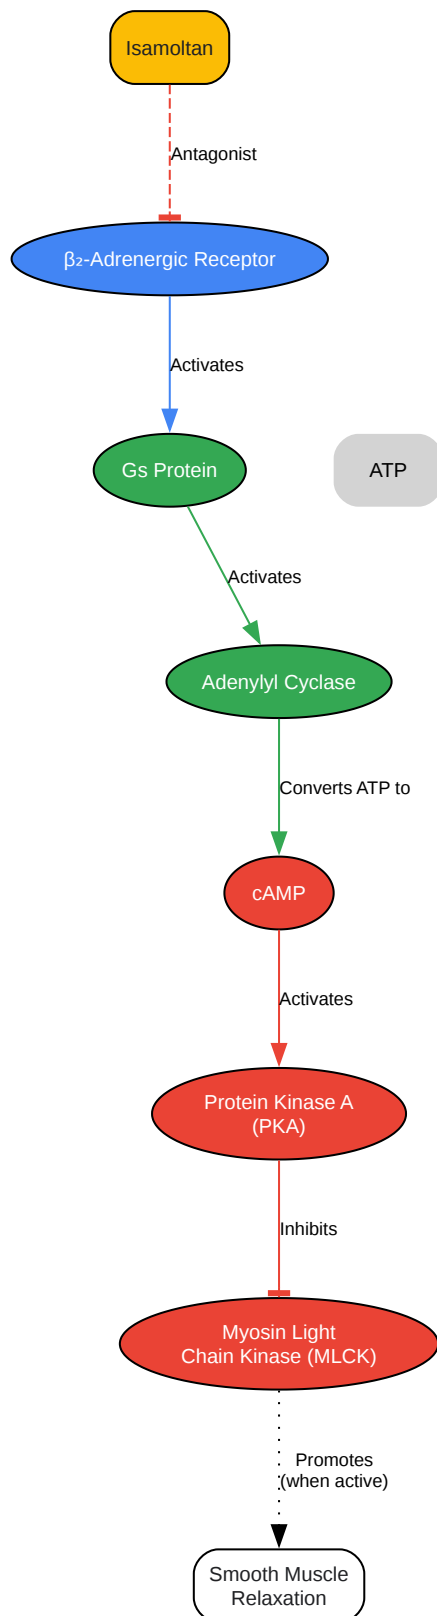 Isamoltan
Antagonist
β₂-Adrenergic Receptor
Activates
Gs Protein
ATP
Activates
Adenylyl Cyclase
Converts ATP to
cAMP
Activates
Protein Kinase A
(PKA)
Inhibits
Myosin Light
Chain Kinase (MLCK)
Promotes
(when active)
Smooth Muscle
Relaxation